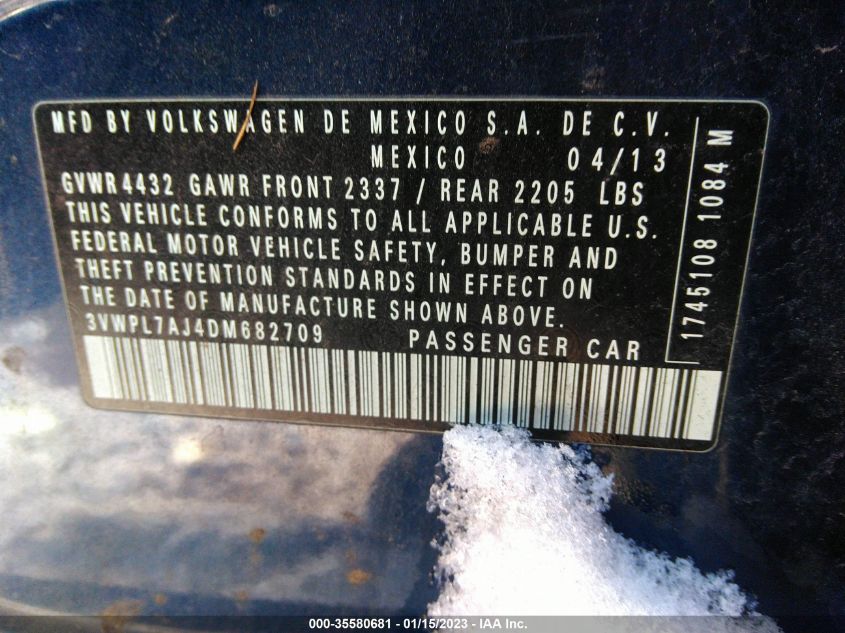 MFD BY VOLKSWAGEN DE MEXICO S.A. DE C.V.
MEXICO 04/13
GVWR 4432 GAWR FRONT 2337 / REAR 2205 LBS
THIS VEHICLE CONFORMS TO ALL APPLICABLE U.S.
FEDERAL MOTOR VEHICLE SAFETY, BUMPER AND
THEFT PREVENTION STANDARDS IN EFFECT ON
THE DATE OF MANUFACTURE SHOWN ABOVE.
3VWPL7AJ4DM682709 PASSENGER CAR
1745108 1084 M
000-35580681 - 01/15/2023 - IAA Inc.